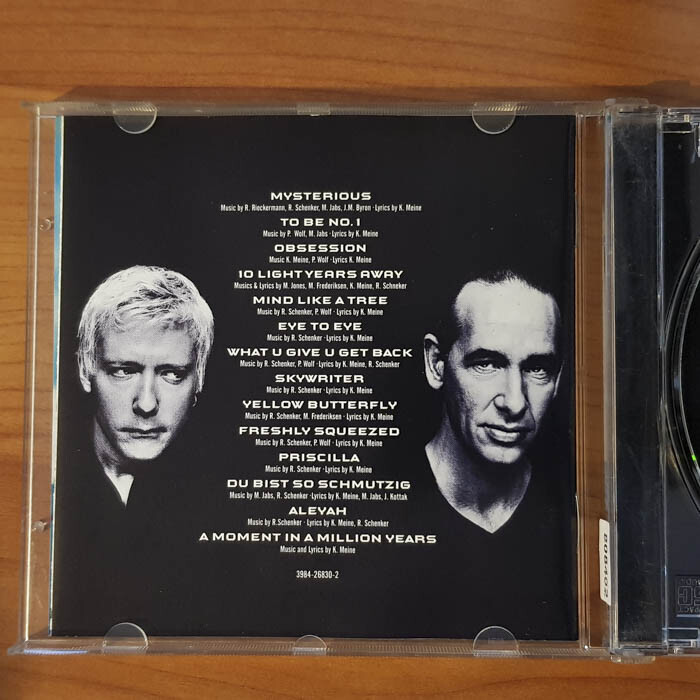 MYSTERIOUS
Music by R. Rieckermann, R. Schenker, M. Jabs, J.M. Byron · Lyrics by K. Meine
TO BE NO. 1
Music by P. Wolf, M. Jabs · Lyrics by K. Meine
OBSESSION
Music K. Meine, P. Wolf · Lyrics K. Meine
10 LIGHT YEARS AWAY
Musics & Lyrics by M. Jones, M. Frederiksen, K. Meine, R. Schneker
MIND LIKE A TREE
Music by R. Schenker, P. Wolf · Lyrics by K. Meine
EYE TO EYE
Music by R. Schenker · Lyrics by K. Meine
WHAT U GIVE U GET BACK
Music by R. Schenker, P. Wolf · Lyrics by K. Meine, R. Schenker
SKYWRITER
Music by R. Schenker · Lyrics by K. Meine
YELLOW BUTTERFLY
Music by R. Schenker, M. Frederiksen · Lyrics by K. Meine
FRESHLY SQUEEZED
Music by R. Schenker, P. Wolf · Lyrics by K. Meine
PRISCILLA
Music by R. Schenker · Lyrics by K. Meine
DU BIST SO SCHMUTZIG
Music by M. Jabs, R. Schenker · Lyrics by K. Meine, M. Jabs, J. Kottak
ALEYAH
Music by R.Schenker · Lyrics by K. Meine, R. Schenker
A MOMENT IN A MILLION YEARS
Music and Lyrics by K. Meine
3984-26830-2